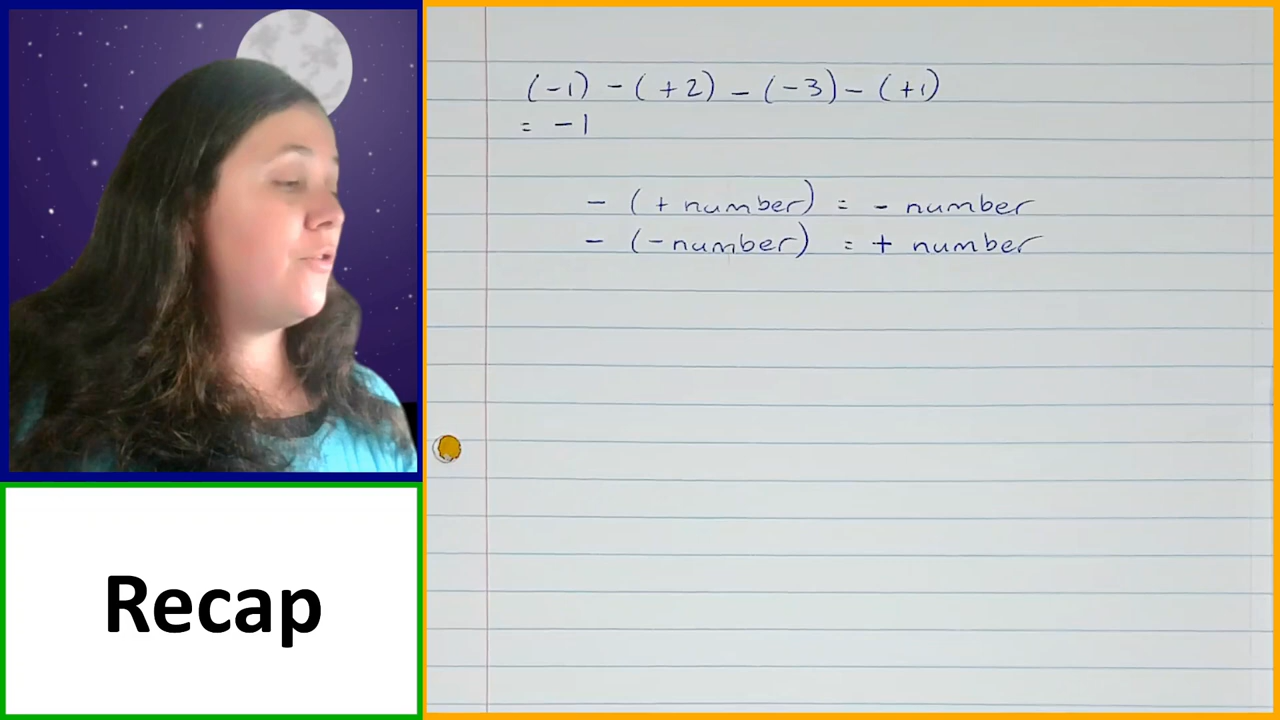 (-1) - (+2) - (-3) - (+1)
= -1
- (+ number) = - number
- (-number) = + number
Recap